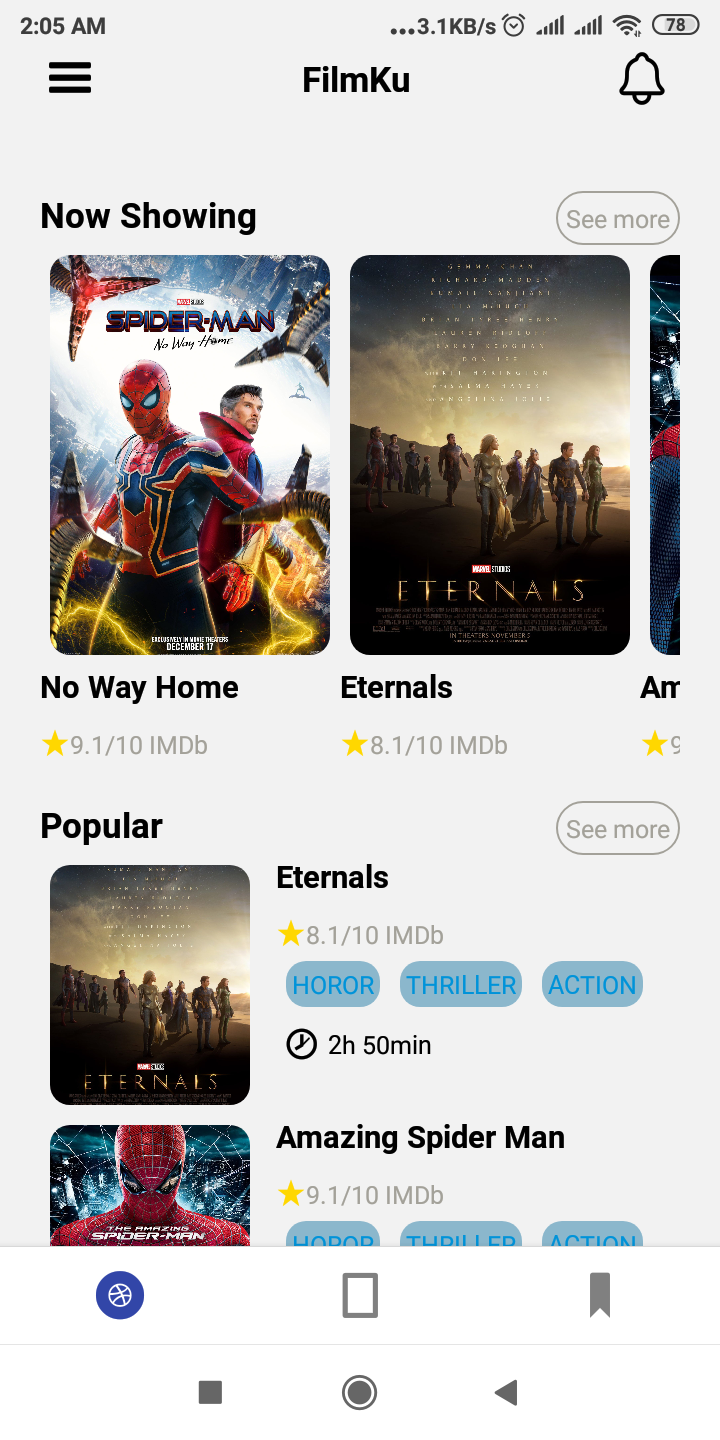 2:05 AM
...3.1KB/s
78
FilmKu
Now Showing
See more
MARVEL STUDIOS
SPIDER-MAN
No Way Home
EXCLUSIVELY IN MOVIE THEATERS
DECEMBER 17
GEMMA CHAN
RICHARD MADDEN
KUMAIL NANJIANI
LIA McHUGH
BRIAN TYREE HENRY
LAUREN RIDLOFF
BARRY KEOGHAN
DON LEE
KIT HARINGTON
SALMA HAYEK
ANGELINA JOLIE
MARVEL STUDIOS
ETERNALS
IN THEATERS NOVEMBER 5
No Way Home
Eternals
Am
9.1/10 IMDb
8.1/10 IMDb
9
Popular
See more
MARVEL STUDIOS
ETERNALS
Eternals
8.1/10 IMDb
HOROR
THRILLER
ACTION
2h 50min
THE AMAZING
SPIDER-MAN
Amazing Spider Man
9.1/10 IMDb
HOROR
THRILLER
ACTION